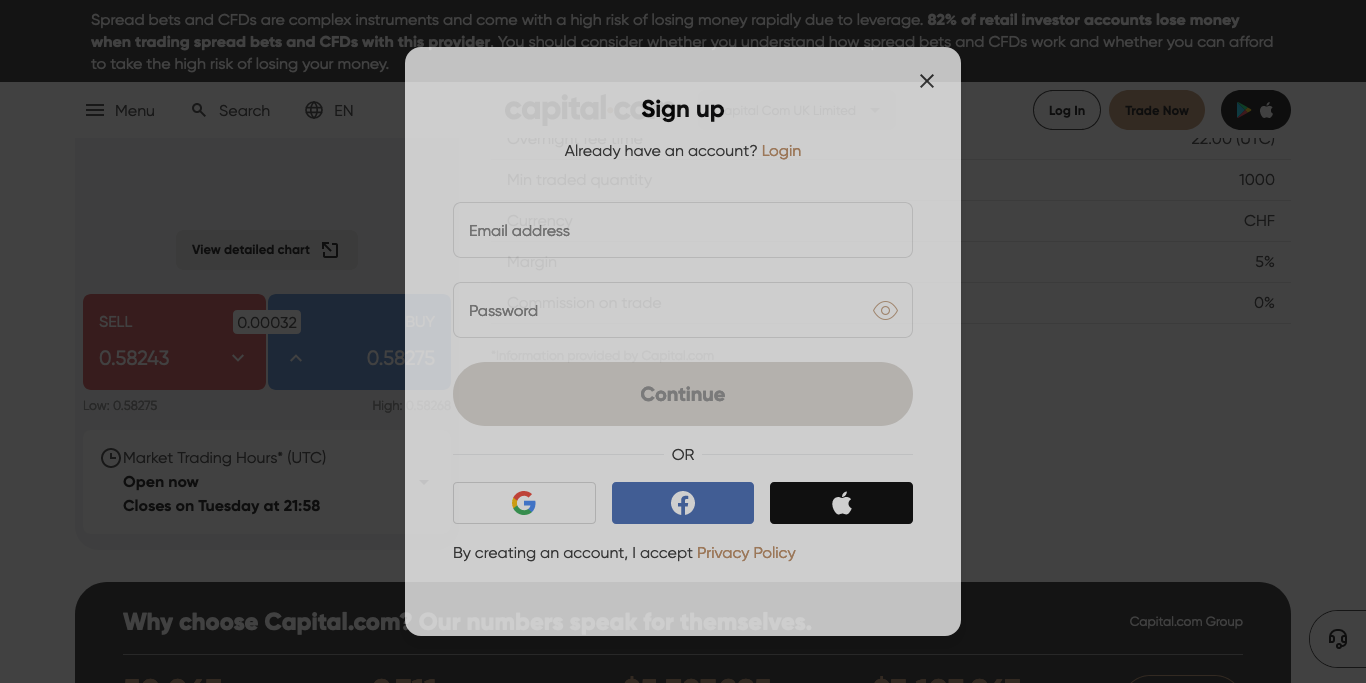 Spread bets and CFDs are complex instruments and come with a high risk of losing money rapidly due to leverage. 82% of retail investor accounts lose money
when trading spread bets and CFDs with this provider. You should consider whether you understand how spread bets and CFDs work and whether you can afford
to take the high risk of losing your money.
Menu
Search
EN
capital.co
Capital Com UK Limited
Log In
Trade Now
Sign up
Already have an account? Login
Overnight fee time
22:00 (UTC)
Min traded quantity
1000
Currency
CHF
Margin
5%
Commission on trade
0%
*Information provided by Capital.com
Email address
Password
Continue
OR
By creating an account, I accept Privacy Policy
View detailed chart
SELL
0.00032
BUY
0.58243
0.58275
Low: 0.58275
High:
Market Trading Hours* (UTC)
Open now
Closes on Tuesday at 21:58
Why choose Capital.com? Our numbers speak for themselves.
Capital.com Group